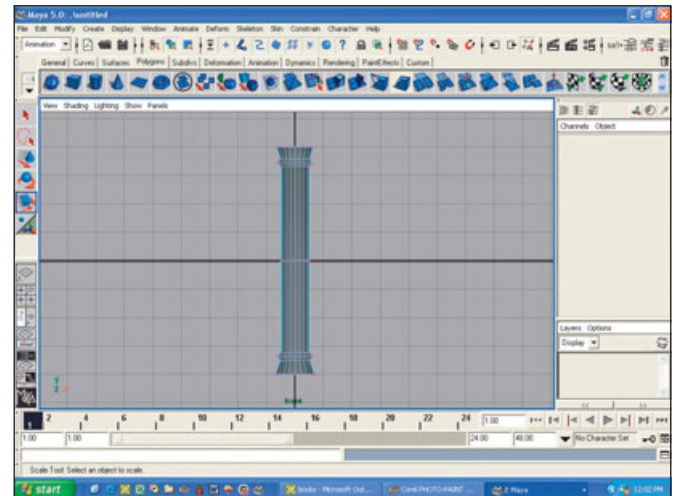 Maya 5.0: .\untitled
File Edit Modify Create Display Window Animate Deform Skeleton Skin Constrain Character Help
Animation
General Curves Surfaces Polygons Subdivs Deformation Animation Dynamics Rendering PaintEffects Custom
View Shading Lighting Show Panels
Channels Object
Layers Options
Display
2 4 6 8 10 12 14 16 18 20 22 24 1.00
1.00 1.00 24.00 48.00 No Character Set
Scale Tool: Select an object to scale.
start books - Microsoft Out... Corel PHOTO-PAINT ... 2 Maya 12:02 PM